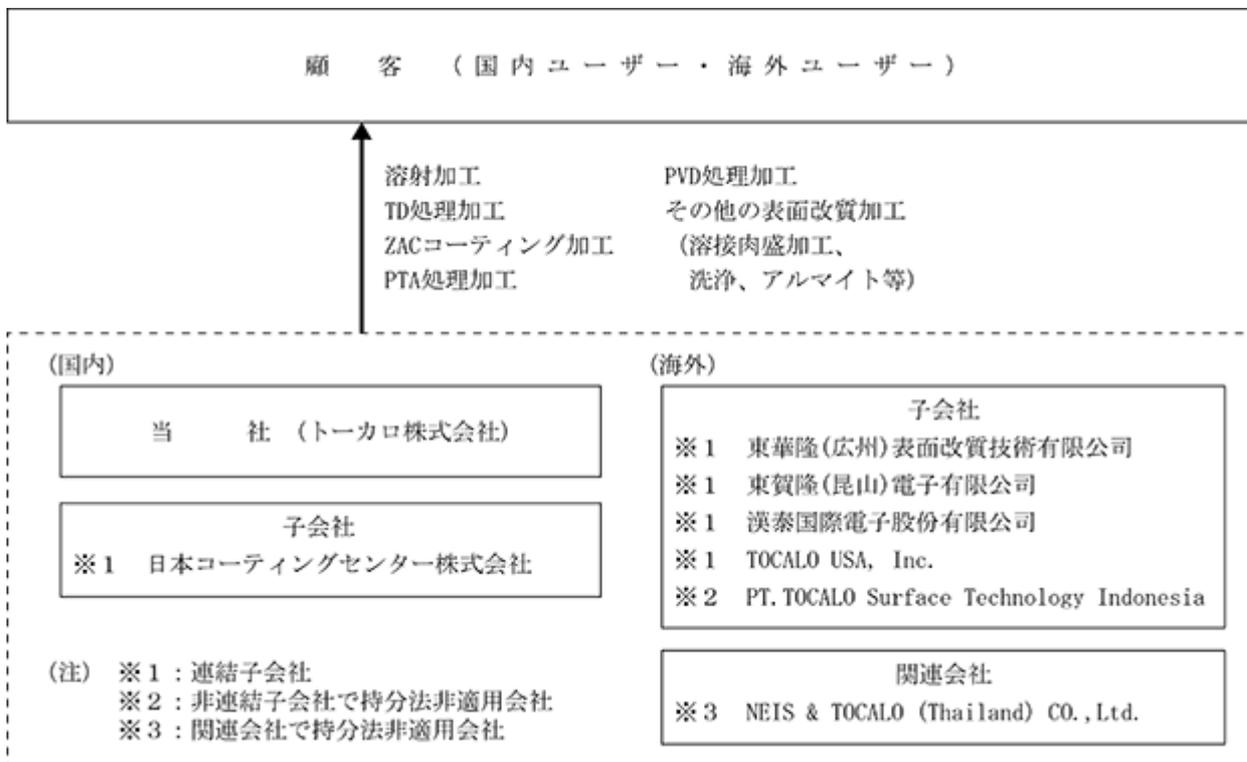 顧 客 (国内ユーザー・海外ユーザー)
溶射加工
TD処理加工
ZACコーティング加工
PTA処理加工
PVD処理加工
その他の表面改質加工
(溶接肉盛加工、
洗浄、アルマイト等)
(国内)
当 社 (トーカロ株式会社)
子会社
※1 日本コーティングセンター株式会社
(注) ※1:連結子会社
※2:非連結子会社で持分法非適用会社
※3:関連会社で持分法非適用会社
(海外)
子会社
※1 東華隆(広州)表面改質技術有限公司
※1 東賀隆(昆山)電子有限公司
※1 漢泰国際電子股份有限公司
※1 TOCALO USA, Inc.
※2 PT.TOCALO Surface Technology Indonesia
関連会社
※3 NEIS & TOCALO (Thailand) CO.,Ltd.